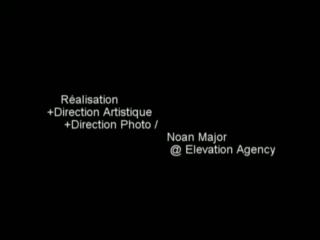 Réalisation
+Direction Artistique
+Direction Photo /
Noan Major
@ Elevation Agency